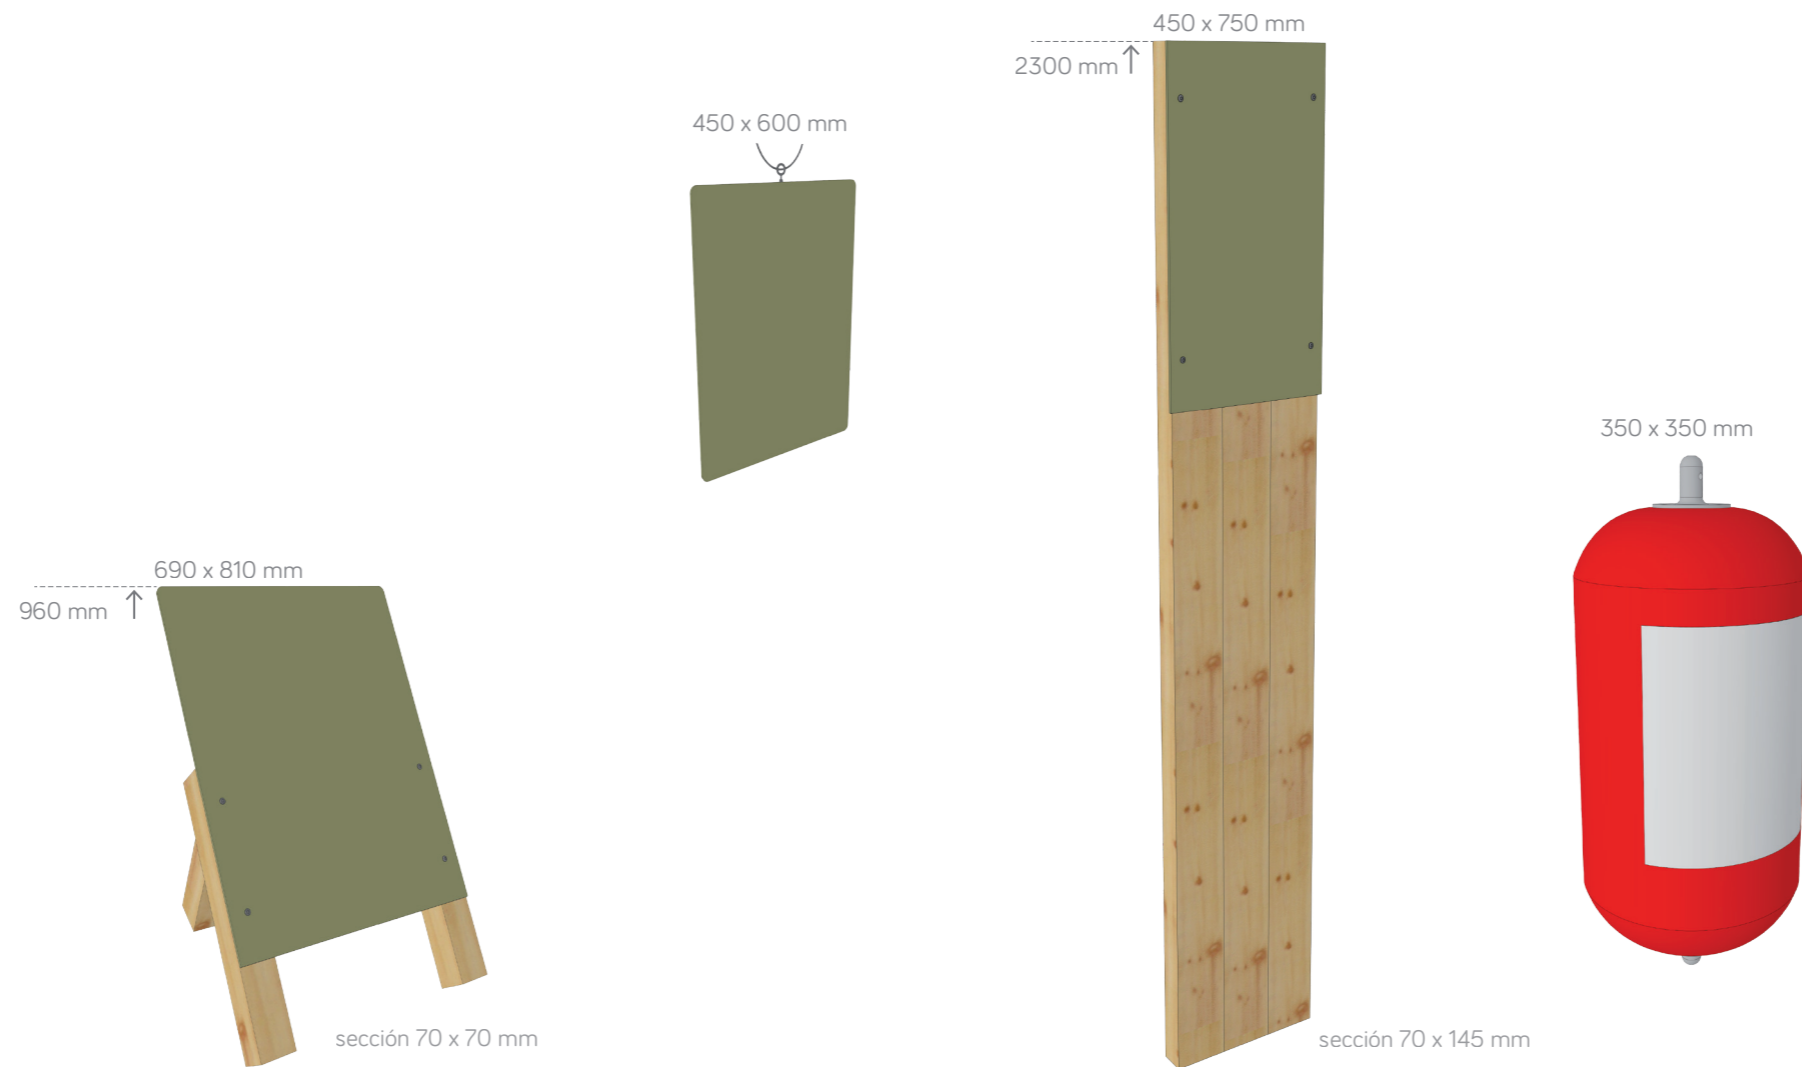 450 x 750 mm
2300 mm
450 x 600 mm
350 x 350 mm
690 x 810 mm
960 mm
sección 70 x 70 mm
sección 70 x 145 mm